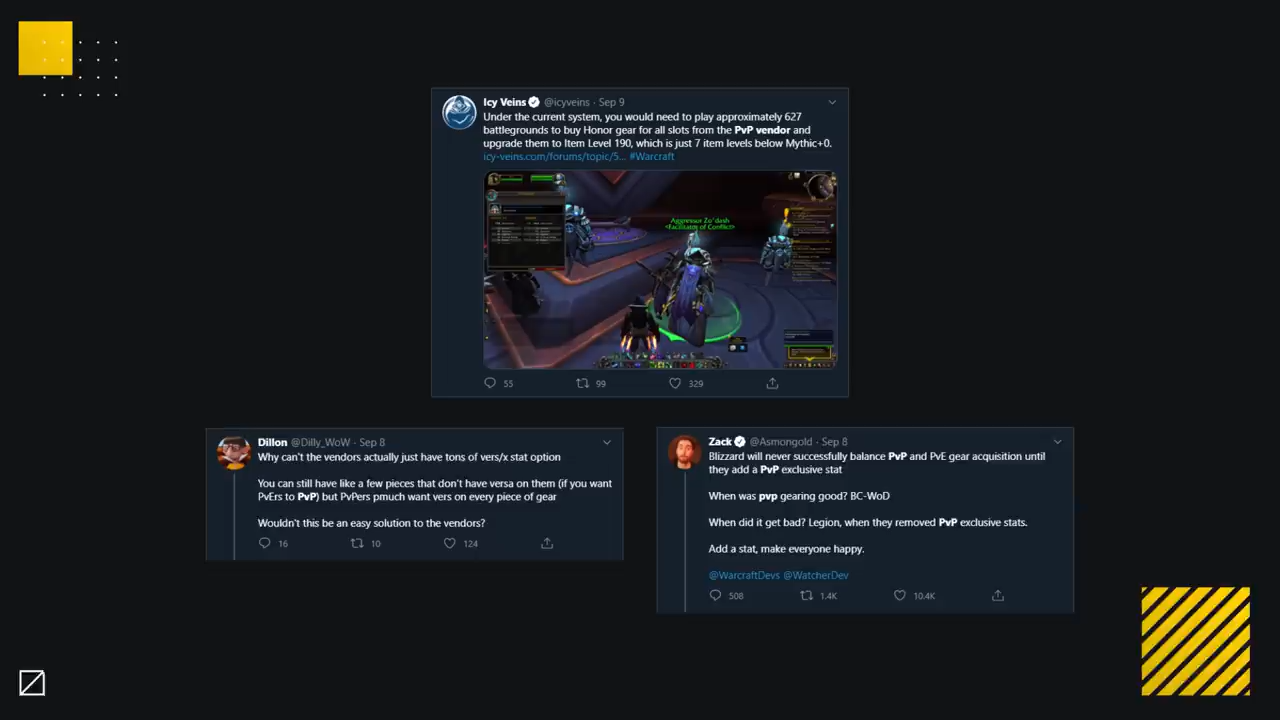 Icy Veins @icyveins · Sep 9
Under the current system, you would need to play approximately 627
battlegrounds to buy Honor gear for all slots from the PvP vendor and
upgrade them to Item Level 190, which is just 7 item levels below Mythic+0.
icy-veins.com/forums/topic/5... #Warcraft
Aggressor Zo'dash
<Facilitator of Conflict>
55 99 329
Dillon @Dilly_WoW · Sep 8
Why can't the vendors actually just have tons of vers/x stat option
You can still have like a few pieces that don't have versa on them (if you want
PvErs to PvP) but PvPers pmuch want vers on every piece of gear
Wouldn't this be an easy solution to the vendors?
16 10 124
Zack @Asmongold · Sep 8
Blizzard will never successfully balance PvP and PvE gear acquisition until
they add a PvP exclusive stat
When was pvp gearing good? BC-WoD
When did it get bad? Legion, when they removed PvP exclusive stats.
Add a stat, make everyone happy.
@WarcraftDevs @WatcherDev
508 1.4K 10.4K